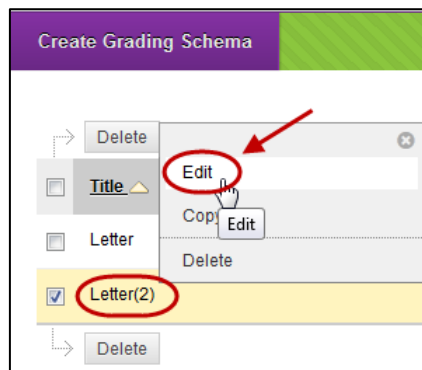 Create Grading Schema
Delete
Title
Edit
Copy
Edit
Letter
Delete
Letter(2)
Delete